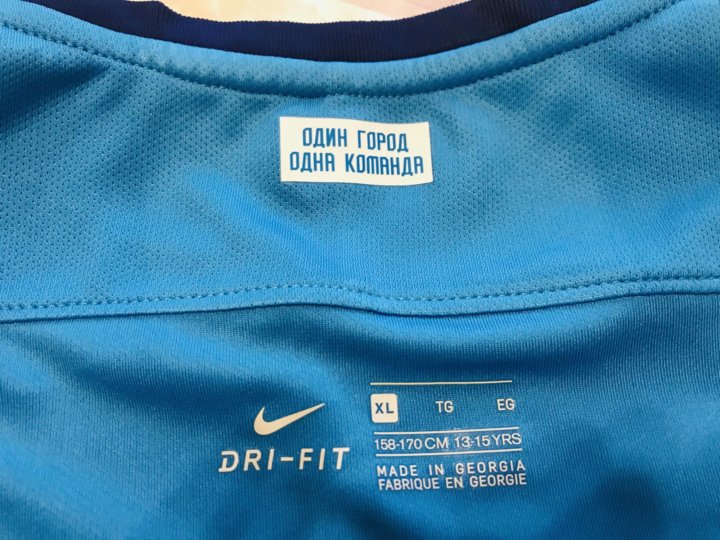 ОДИН ГОРОД
ОДНА КОМАНДА
DRI-FIT
XL TG EG
158-170 CM 13-15 YRS
MADE IN GEORGIA
FABRIQUE EN GEORGIE